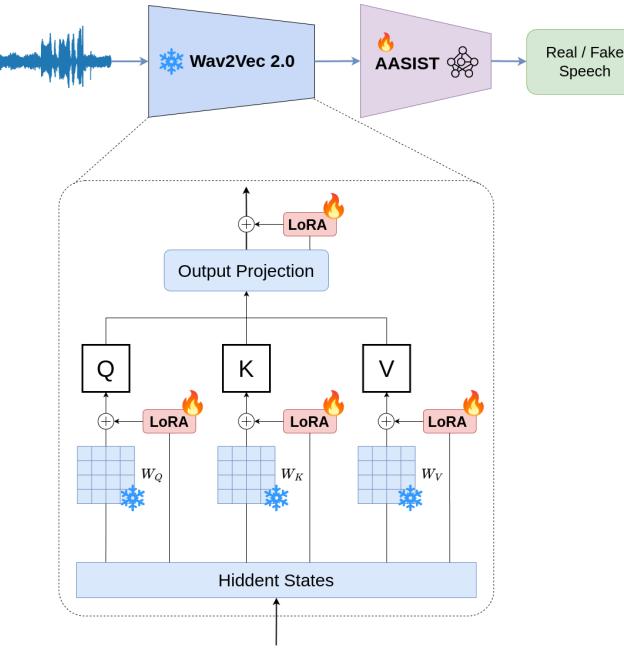 Wav2Vec 2.0
AASIST
Real / Fake
Speech
LoRA
Output Projection
Q
K
V
LoRA
LoRA
LoRA
W_Q
W_K
W_V
Hiddent States